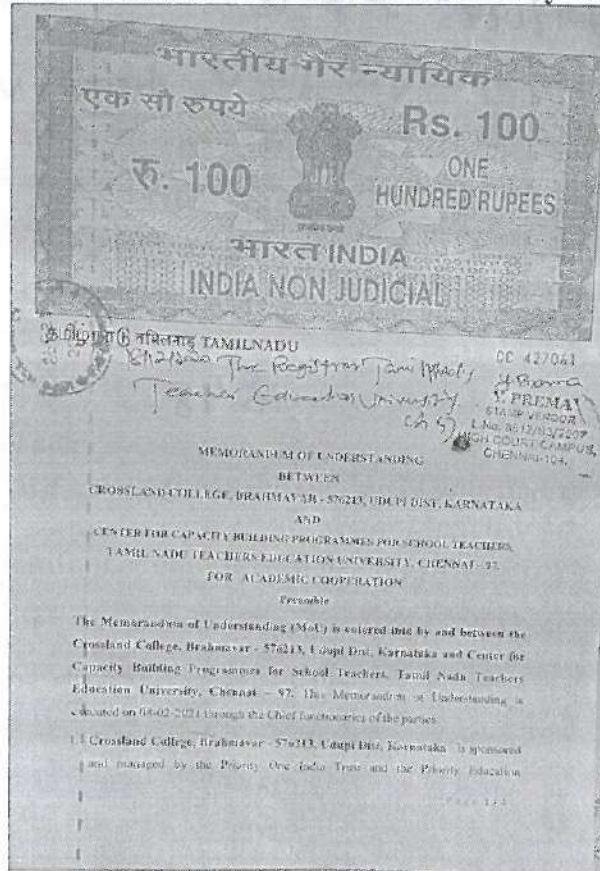 भारतीय गैर न्यायिक
एक सौ रुपये
Rs. 100
रु. 100
ONE
HUNDRED RUPEES
भारत INDIA
INDIA NON JUDICIAL
தமிழ்நாடு तमिलनाडु TAMILNADU
CC 427061
The Registrar Tamil Nadu
Teacher Education University
V. PREMA
STAMP VENDOR
HIGH COURT CAMPUS,
CHENNAI-104.
MEMORANDUM OF UNDERSTANDING
BETWEEN
CROSSLAND COLLEGE, BRAHMAVAR - 576213, UDUPI DIST, KARNATAKA
AND
CENTER FOR CAPACITY BUILDING PROGRAMMES FOR SCHOOL TEACHERS,
TAMIL NADU TEACHERS EDUCATION UNIVERSITY, CHENNAI - 97.
FOR ACADEMIC COOPERATION
Preamble
The Memorandum of Understanding (MoU) is entered into by and between the
Crossland College, Brahmavar - 576213, Udupi Dist, Karnataka and Center for
Capacity Building Programmes for School Teachers, Tamil Nadu Teachers
Education University, Chennai – 97. This Memorandum of Understanding is
executed on 08-02-2021 through the Chief functionaries of the parties.
Crossland College, Brahmavar - 576213, Udupi Dist, Karnataka is sponsored
and managed by the Priority One India Trust and the Priority Education